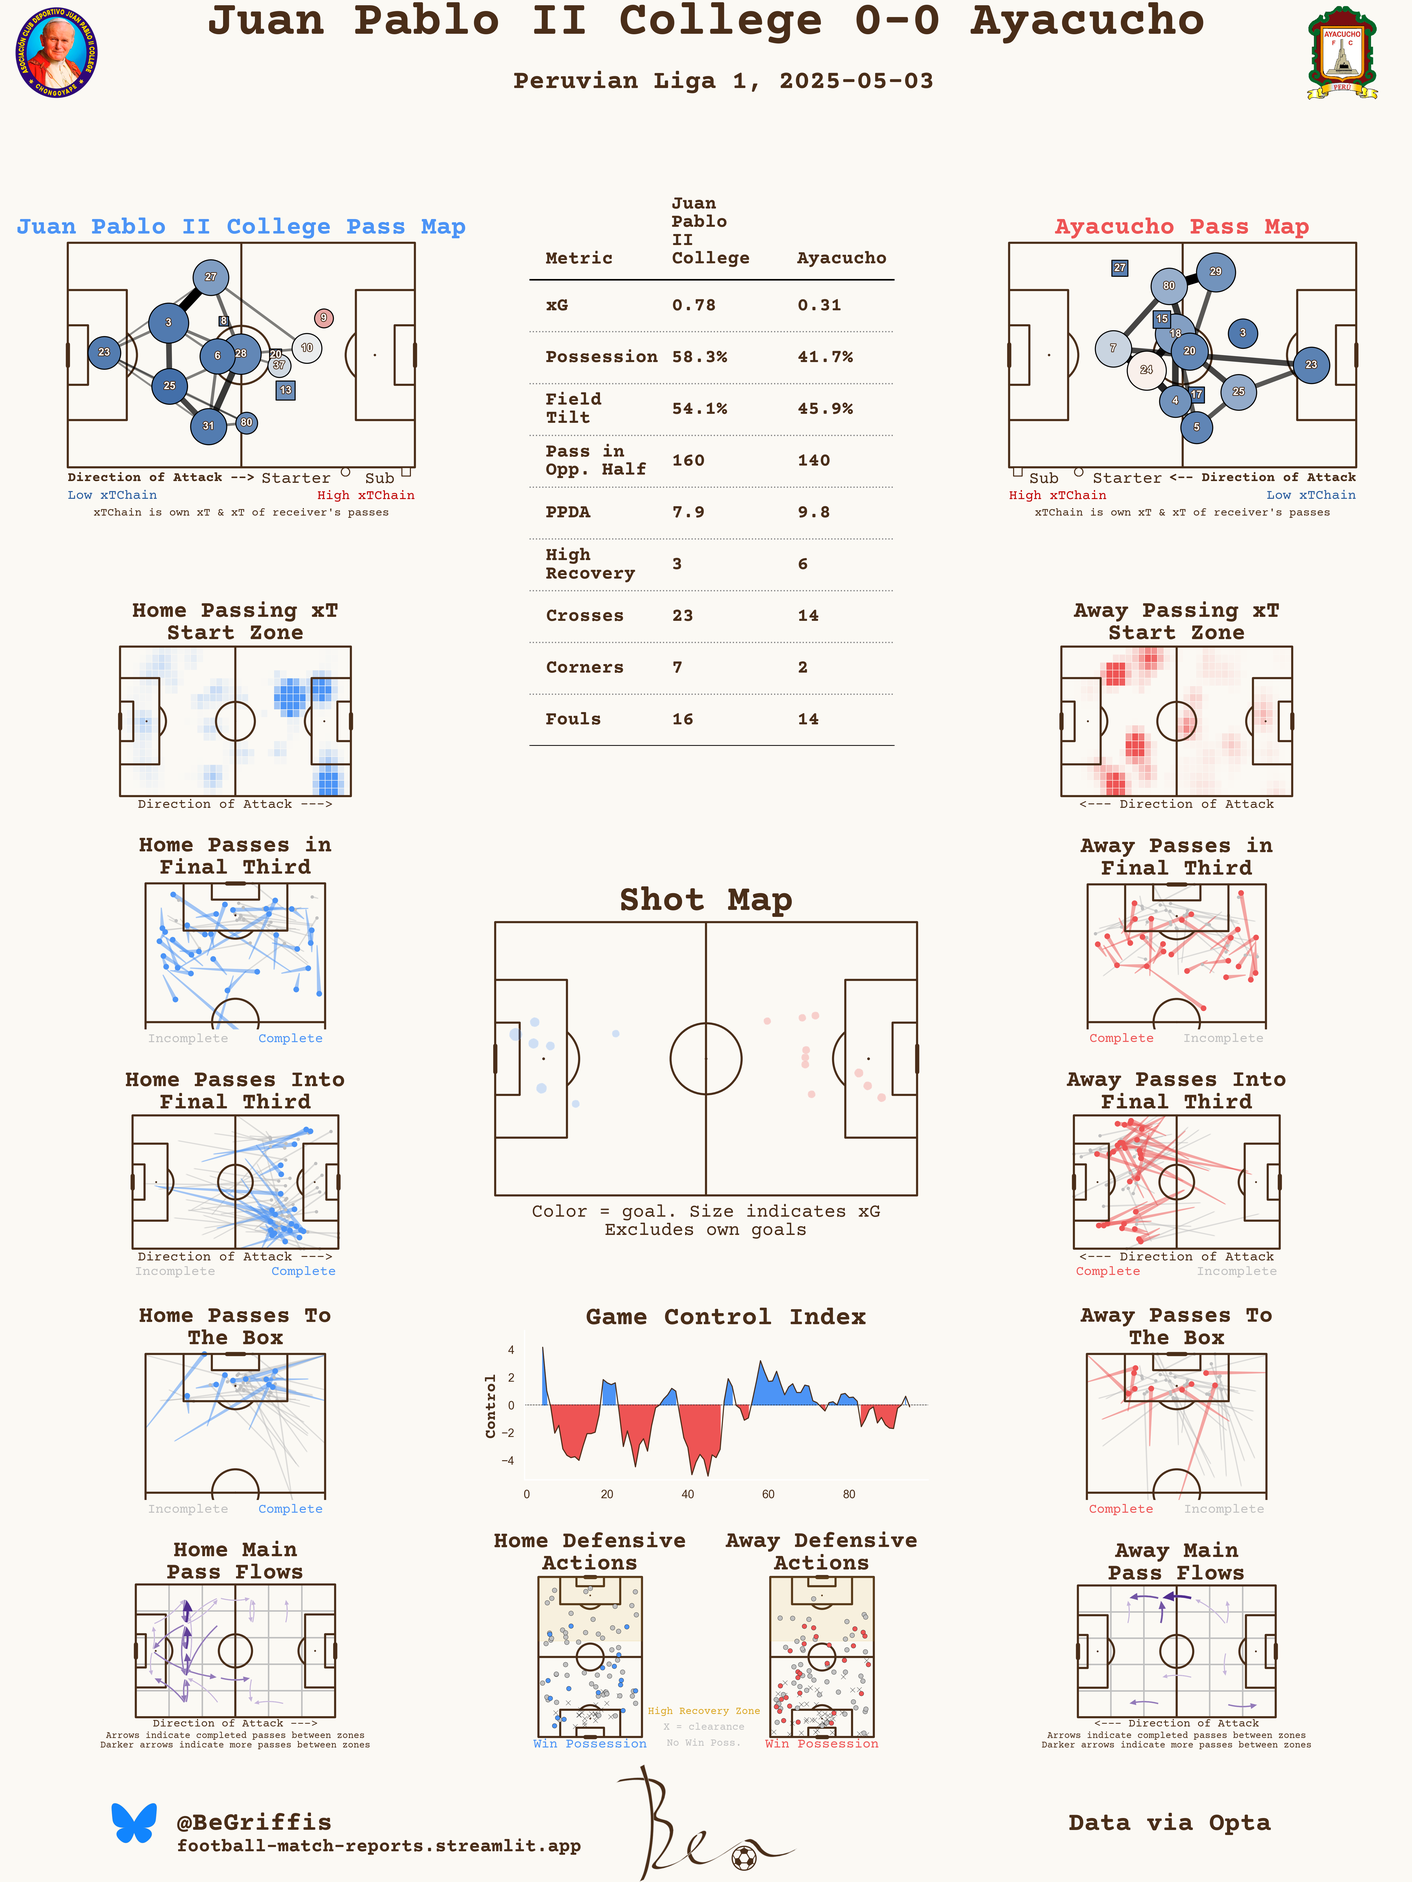 Juan Pablo II College 0-0 Ayacucho
Peruvian Liga 1, 2025-05-03
ASOCIACIÓN CLUB DEPORTIVO JUAN PABLO II COLLEGE
CHONGOYAPE
AYACUCHO
F C
PERÚ
Juan Pablo II College Pass Map
27
3
8
9
23
6
28
20
10
37
25
13
31
80
Direction of Attack --> Starter Sub
Low xTChain High xTChain
xTChain is own xT & xT of receiver's passes
Metric Juan Pablo II College Ayacucho
xG 0.78 0.31
Possession 58.3% 41.7%
Field Tilt 54.1% 45.9%
Pass in Opp. Half 160 140
PPDA 7.9 9.8
High Recovery 3 6
Crosses 23 14
Corners 7 2
Fouls 16 14
Ayacucho Pass Map
27
29
80
15
18
3
7
20
24
23
25
4
17
5
Sub Starter <-- Direction of Attack
High xTChain Low xTChain
xTChain is own xT & xT of receiver's passes
Home Passing xT
Start Zone
Direction of Attack --->
Away Passing xT
Start Zone
<--- Direction of Attack
Home Passes in
Final Third
Incomplete Complete
Away Passes in
Final Third
Complete Incomplete
Shot Map
Color = goal. Size indicates xG
Excludes own goals
Home Passes Into
Final Third
Direction of Attack --->
Incomplete Complete
Away Passes Into
Final Third
<--- Direction of Attack
Complete Incomplete
Home Passes To
The Box
Incomplete Complete
Game Control Index
Control
4
2
0
−2
−4
0 20 40 60 80
Away Passes To
The Box
Complete Incomplete
Home Main
Pass Flows
Direction of Attack --->
Arrows indicate completed passes between zones
Darker arrows indicate more passes between zones
Home Defensive
Actions
Win Possession
Away Defensive
Actions
Win Possession
High Recovery Zone
X = clearance
No Win Poss.
Away Main
Pass Flows
<--- Direction of Attack
Arrows indicate completed passes between zones
Darker arrows indicate more passes between zones
@BeGriffis
football-match-reports.streamlit.app
Ben
Data via Opta